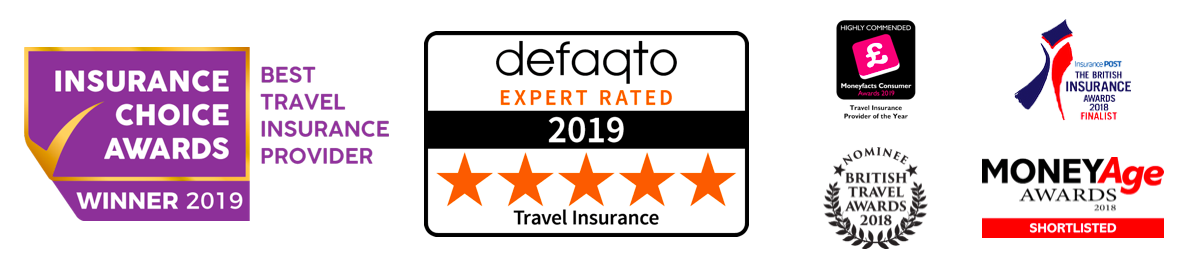 INSURANCE
CHOICE
AWARDS
WINNER 2019
BEST
TRAVEL
INSURANCE
PROVIDER
defaqto
EXPERT RATED
2019
Travel Insurance
HIGHLY COMMENDED
£
Moneyfacts Consumer
Awards 2019
Travel Insurance
Provider of the Year
InsurancePOST
THE BRITISH
INSURANCE
AWARDS
2018
FINALIST
NOMINEE
BRITISH
TRAVEL
AWARDS
2018
MONEYAge
AWARDS
2018
SHORTLISTED